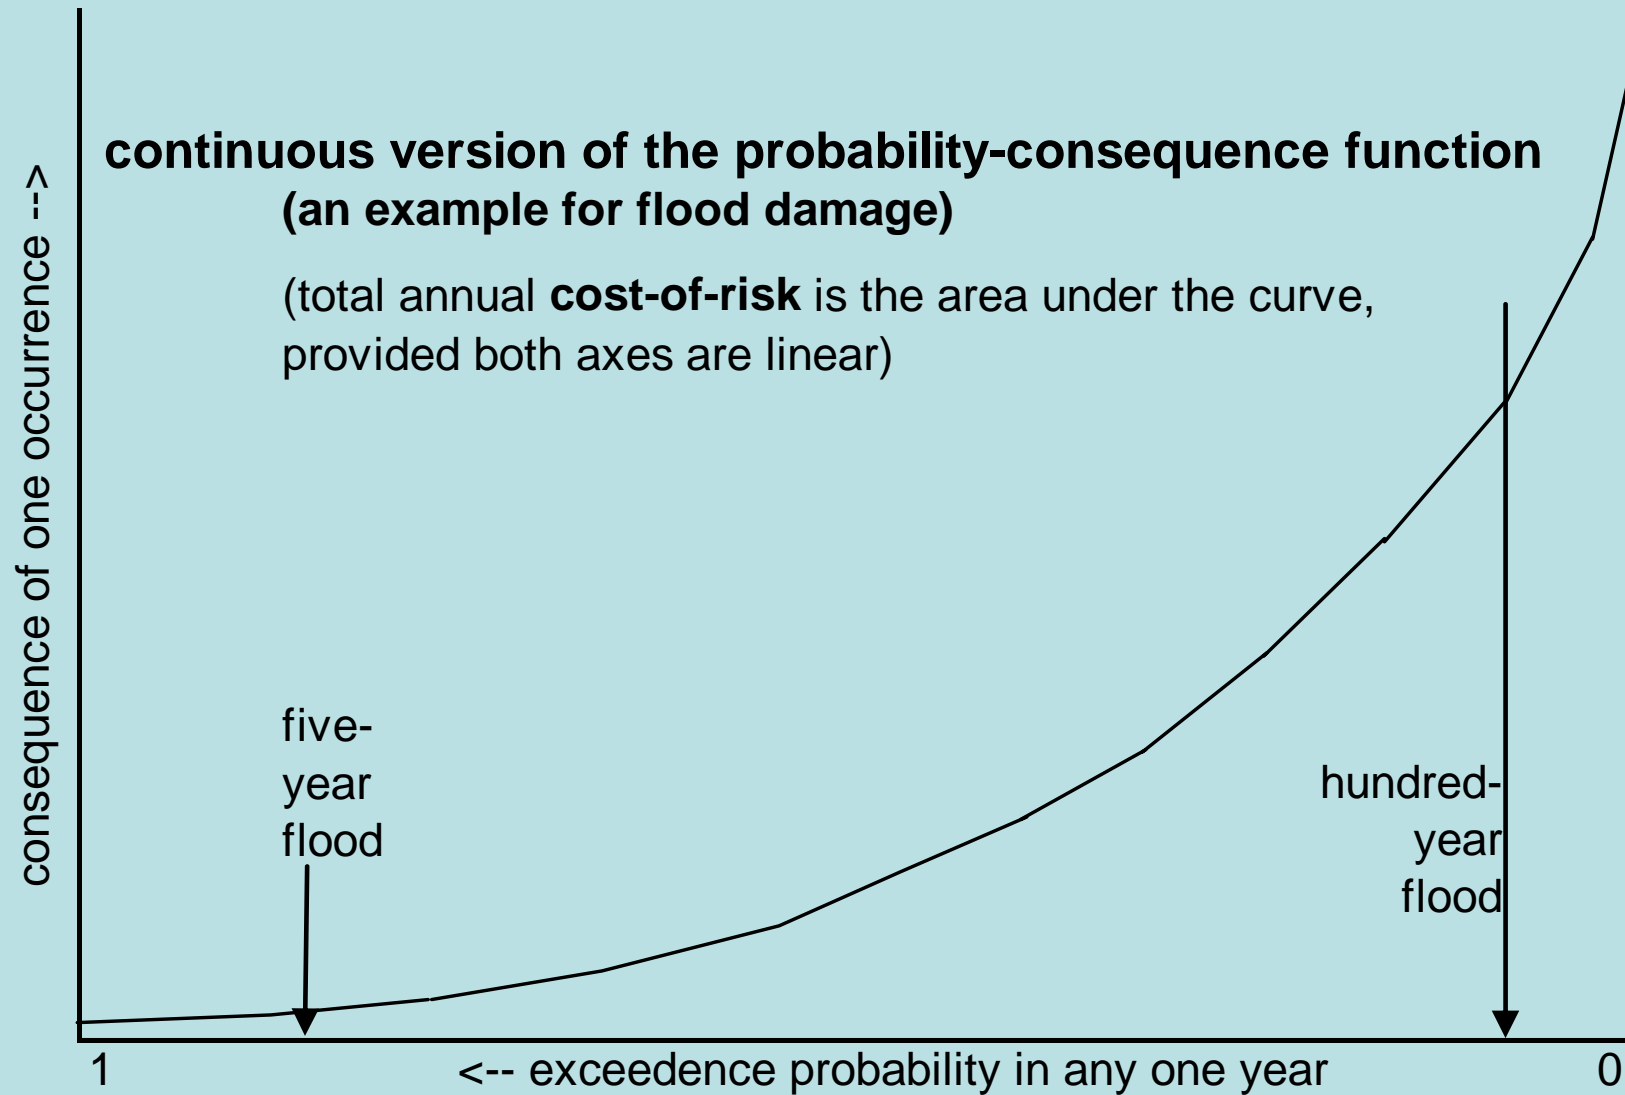 continuous version of the probability-consequence function
(an example for flood damage)
(total annual cost-of-risk is the area under the curve,
provided both axes are linear)
consequence of one occurrence -->
five-
year
flood
hundred-
year
flood
1
<-- exceedence probability in any one year
0